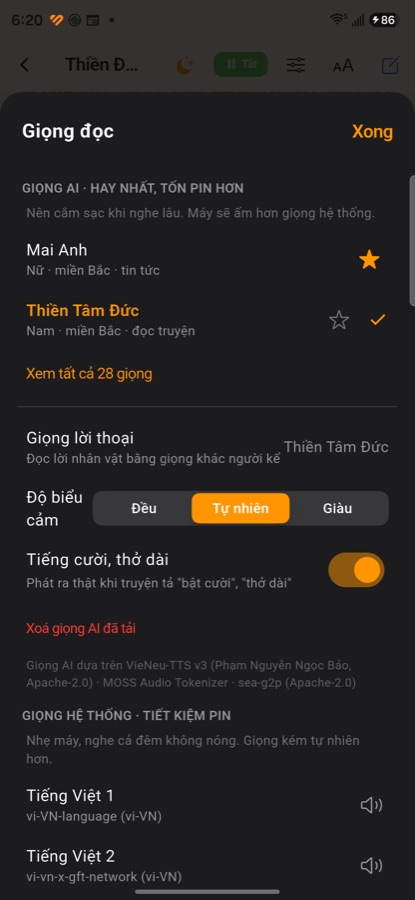 6:20
86
Thiền Đ...
Tắt
AA
Giọng đọc
Xong
GIỌNG AI · HAY NHẤT, TỐN PIN HƠN
Nên cắm sạc khi nghe lâu. Máy sẽ ấm hơn giọng hệ thống.
Mai Anh
Nữ · miền Bắc · tin tức
Thiền Tâm Đức
Nam · miền Bắc · đọc truyện
Xem tất cả 28 giọng
Giọng lời thoại
Thiền Tâm Đức
Đọc lời nhân vật bằng giọng khác người kể
Độ biểu
cảm
Đều
Tự nhiên
Giàu
Tiếng cười, thở dài
Phát ra thật khi truyện tả "bật cười", "thở dài"
Xoá giọng AI đã tải
Giọng AI dựa trên VieNeu-TTS v3 (Phạm Nguyễn Ngọc Bảo,
Apache-2.0) · MOSS Audio Tokenizer · sea-g2p (Apache-2.0)
GIỌNG HỆ THỐNG · TIẾT KIỆM PIN
Nhẹ máy, nghe cả đêm không nóng. Giọng kém tự nhiên
hơn.
Tiếng Việt 1
vi-VN-language (vi-VN)
Tiếng Việt 2
vi-vn-x-gft-network (vi-VN)